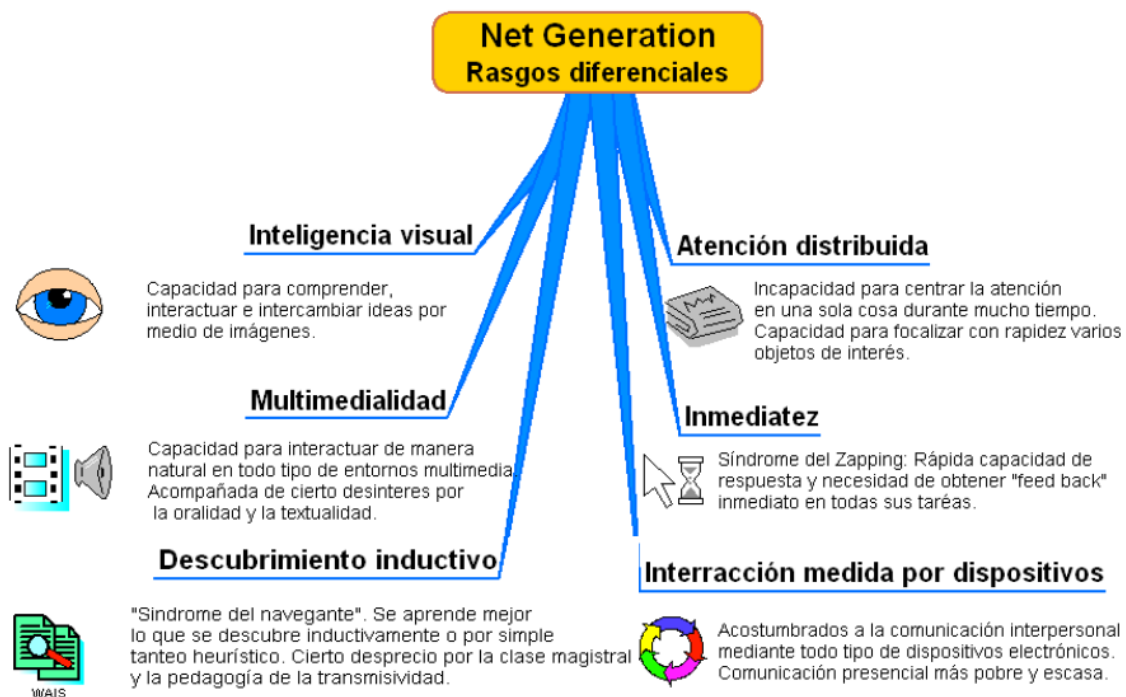 Net Generation
Rasgos diferenciales
Inteligencia visual
Capacidad para comprender,
interactuar e intercambiar ideas por
medio de imágenes.
Multimedialidad
Capacidad para interactuar de manera
natural en todo tipo de entornos multimedia.
Acompañada de cierto desinteres por
la oralidad y la textualidad.
Descubrimiento inductivo
"Sindrome del navegante". Se aprende mejor
lo que se descubre inductivamente o por simple
tanteo heurístico. Cierto desprecio por la clase magistral
y la pedagogía de la transmisividad.
WAIS
Atención distribuida
Incapacidad para centrar la atención
en una sola cosa durante mucho tiempo.
Capacidad para focalizar con rapidez varios
objetos de interés.
Inmediatez
Síndrome del Zapping: Rápida capacidad de
respuesta y necesidad de obtener "feed back"
inmediato en todas sus taréas.
Interracción medida por dispositivos
Acostumbrados a la comunicación interpersonal
mediante todo tipo de dispositivos electrónicos.
Comunicación presencial más pobre y escasa.